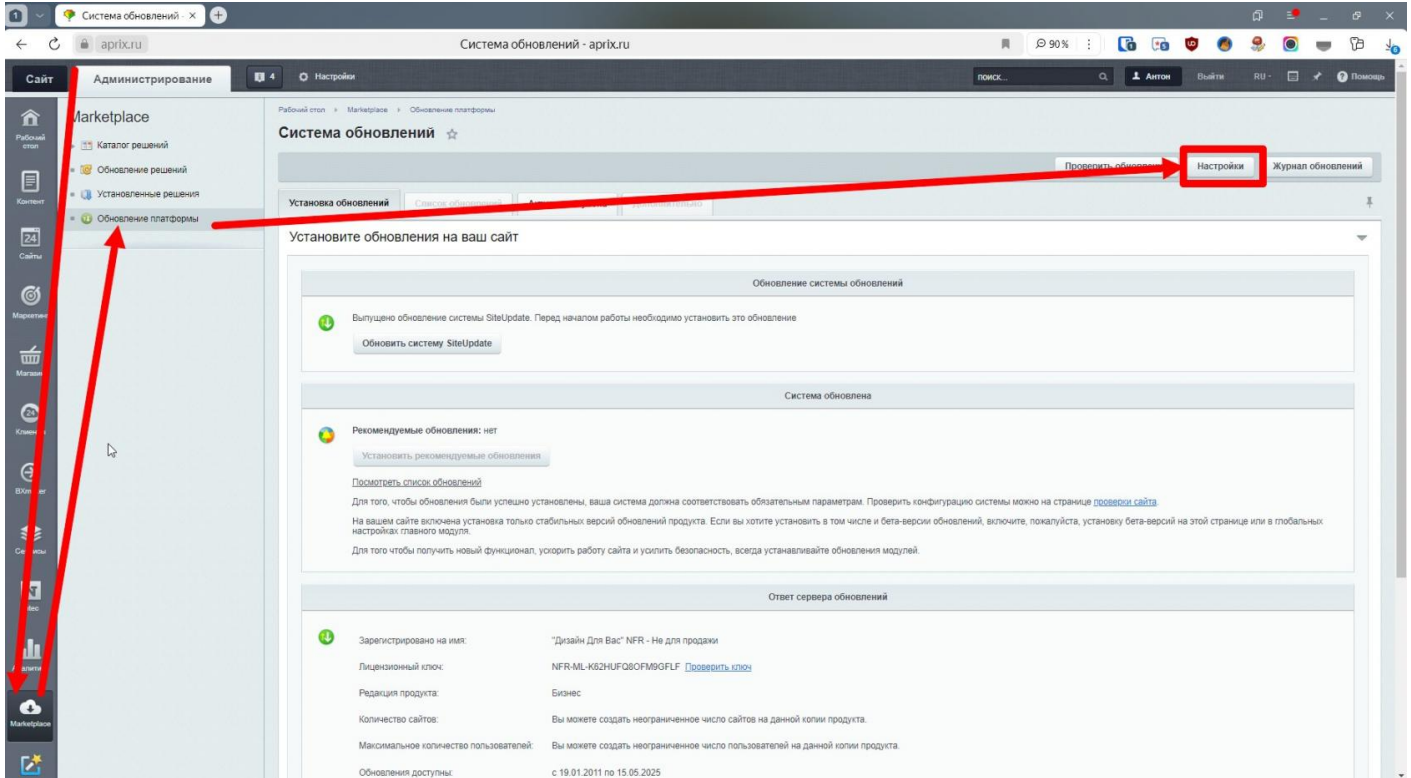 1
Система обновлений -
aprix.ru
Система обновлений - aprix.ru
90%
Сайт
Администрирование
4
Настройки
поиск...
Антон
Выйти
RU
Помощь
Рабочий стол
Контент
24
Сайты
Маркетинг
Магазин
24
Marketplace
Marketplace
Каталог решений
Обновление решений
Установленные решения
Обновление платформы
Рабочий стол
Marketplace
Обновление платформы
Система обновлений
Проверить
Настройки
Журнал обновлений
Установка обновлений
Список обновлений
Установите обновления на ваш сайт
Обновление системы обновлений
Выпущено обновление системы SiteUpdate. Перед началом работы необходимо установить это обновление
Обновить систему SiteUpdate
Система обновлена
Рекомендуемые обновления: нет
Установить рекомендуемые обновления
Посмотреть список обновлений
Для того, чтобы обновления были успешно установлены, ваша система должна соответствовать обязательным параметрам. Проверить конфигурацию системы можно на странице проверки сайта.
На вашем сайте включена установка только стабильных версий обновлений продукта. Если вы хотите установить в том числе и бета-версии обновлений, включите, пожалуйста, установку бета-версий на этой странице или в глобальных
настройках главного модуля.
Для того чтобы получить новый функционал, ускорить работу сайта и усилить безопасность, всегда устанавливайте обновления модулей.
Ответ сервера обновлений
Зарегистрировано на имя: "Дизайн Для Вас" NFR - Не для продажи
Лицензионный ключ: NFR-ML-K62HUFQ8OFM9GFLF Проверить ключ
Редакция продукта: Бизнес
Количество сайтов: Вы можете создать неограниченное число сайтов на данной копии продукта.
Максимальное количество пользователей: Вы можете создать неограниченное число пользователей на данной копии продукта.
Обновления доступны: с 19.01.2011 по 15.05.2025